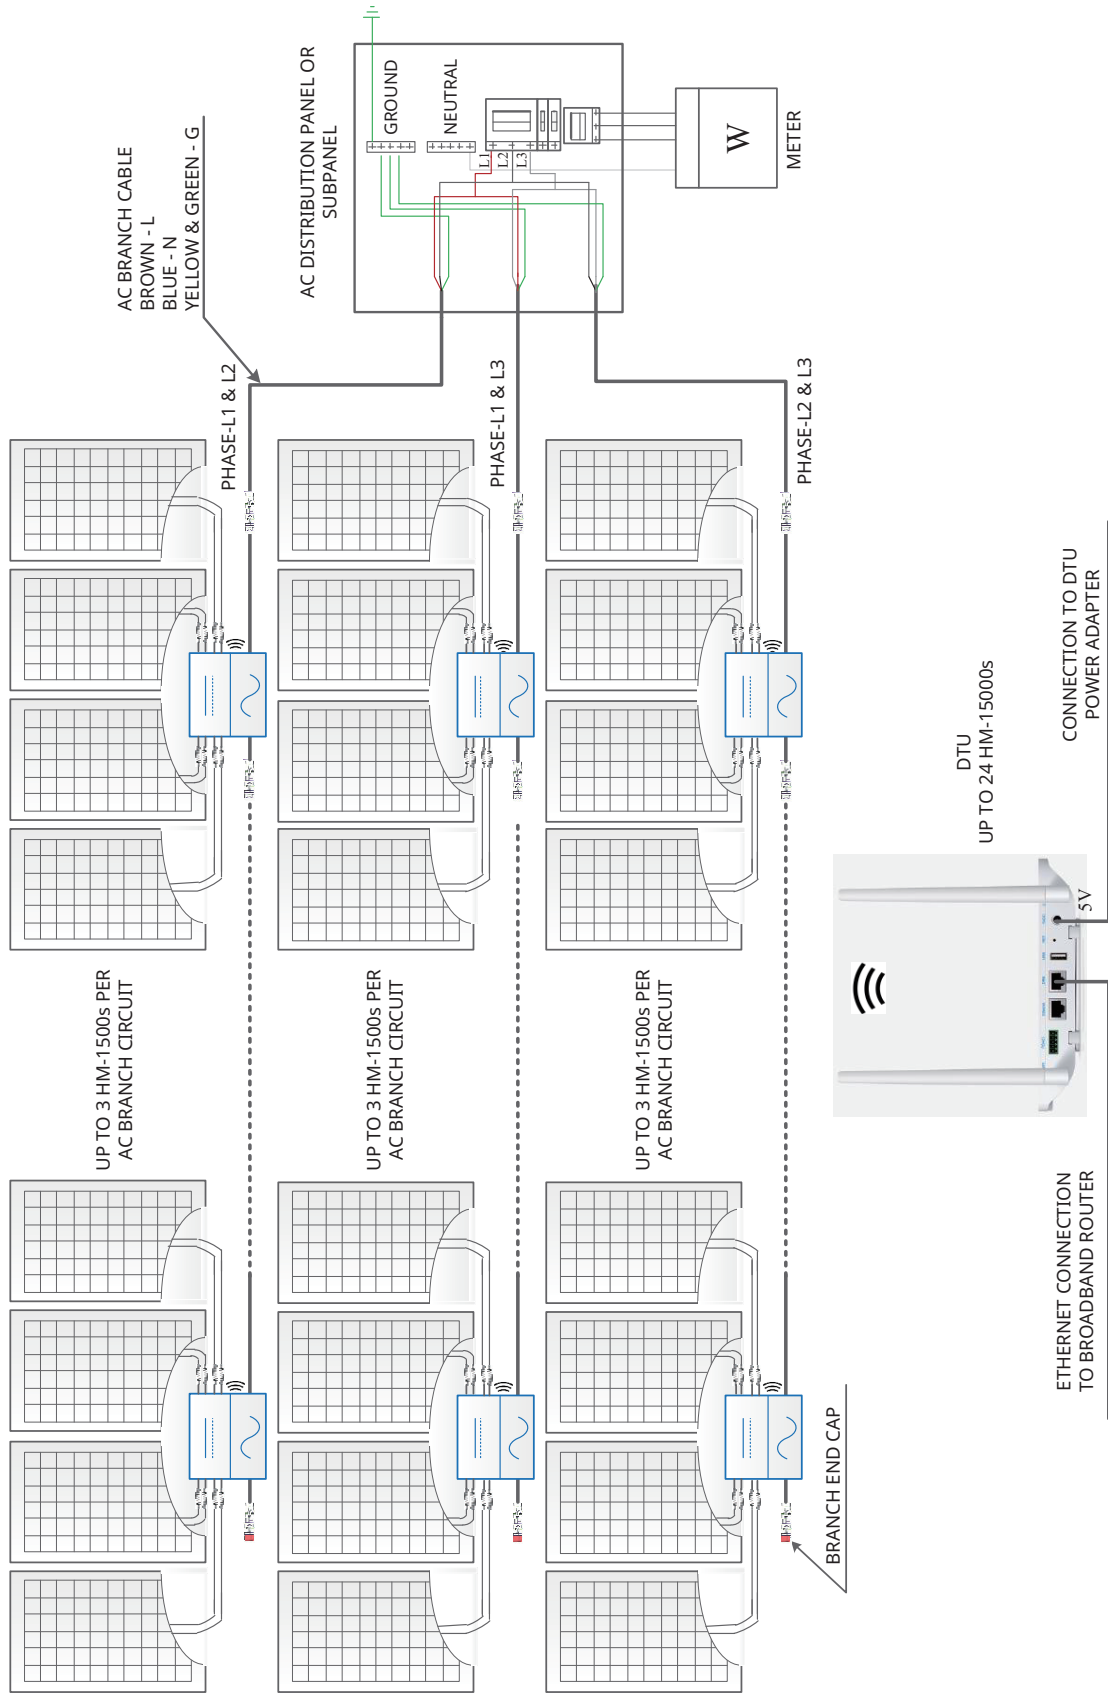 AC BRANCH CABLE
BROWN - L
BLUE - N
YELLOW & GREEN - G
AC DISTRIBUTION PANEL OR
SUBPANEL
GROUND
NEUTRAL
L1
L2
L3
W
METER
PHASE-L1 & L2
PHASE-L1 & L3
PHASE-L2 & L3
UP TO 3 HM-1500s PER
AC BRANCH CIRCUIT
UP TO 3 HM-1500s PER
AC BRANCH CIRCUIT
UP TO 3 HM-1500s PER
AC BRANCH CIRCUIT
BRANCH END CAP
DTU
UP TO 24 HM-15000s
5V
CONNECTION TO DTU
POWER ADAPTER
ETHERNET CONNECTION
TO BROADBAND ROUTER